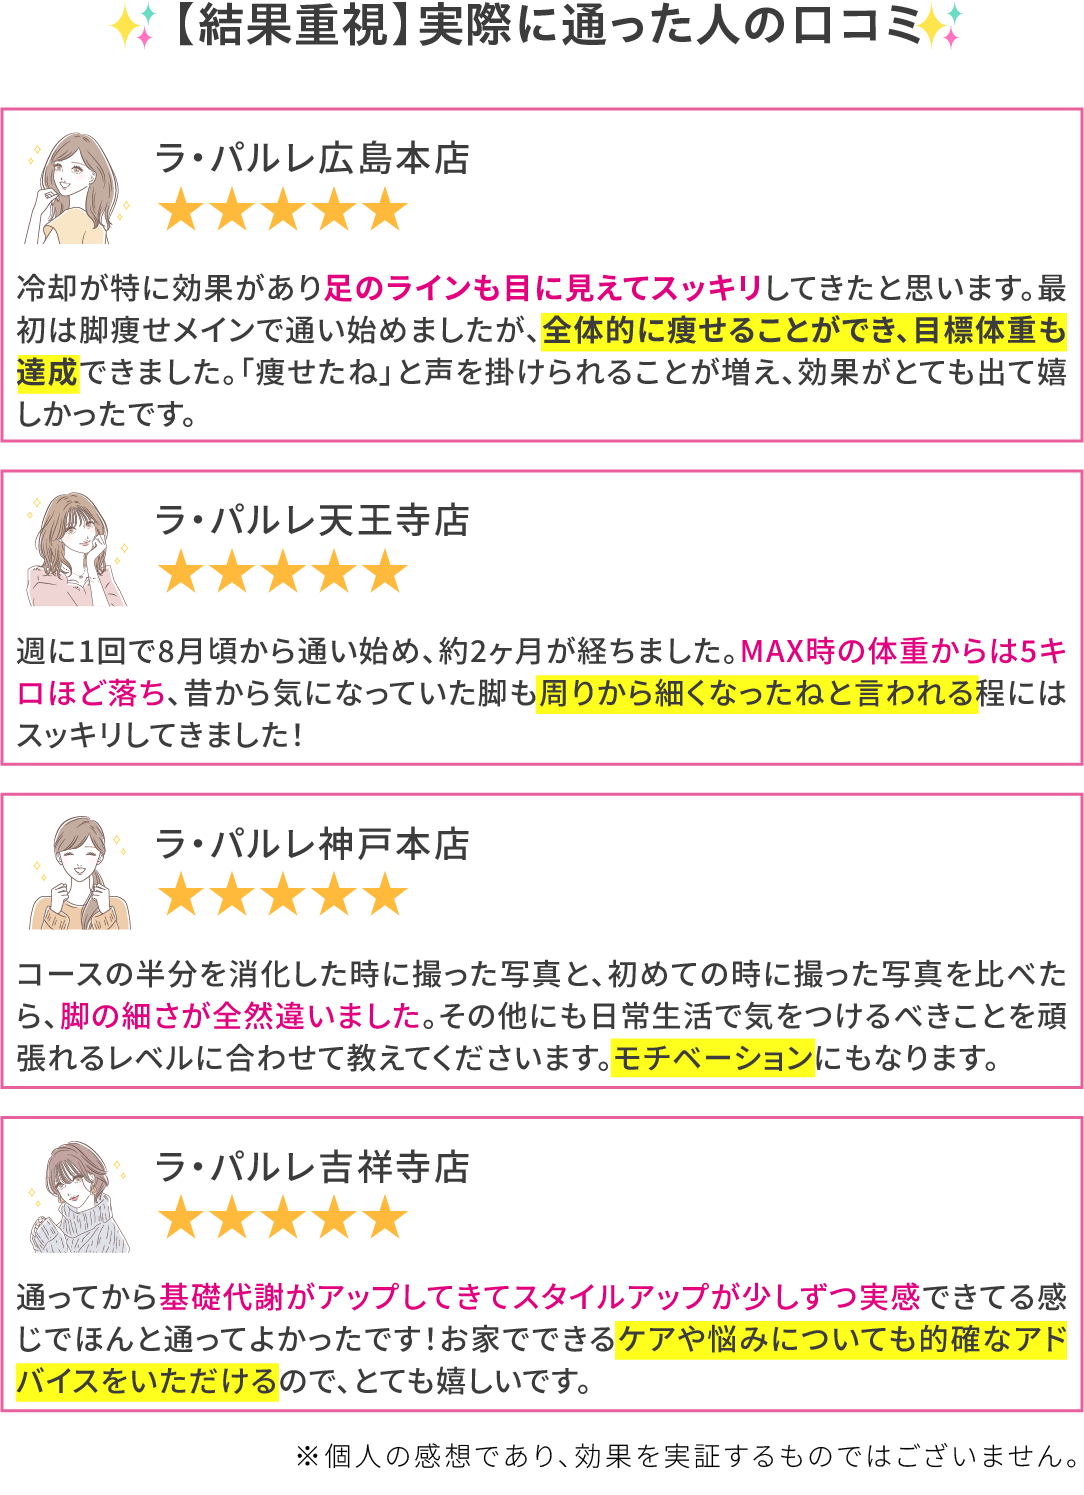 【結果重視】実際に通った人の口コミ
ラ・パルレ広島本店
★★★★★
冷却が特に効果があり足のラインも目に見えてスッキリしてきたと思います。最
初は脚痩せメインで通い始めましたが、全体的に痩せることができ、目標体重も
達成できました。「痩せたね」と声を掛けられることが増え、効果がとても出て嬉
しかったです。
ラ・パルレ天王寺店
★★★★★
週に1回で8月頃から通い始め、約2ヶ月が経ちました。MAX時の体重からは5キ
ロほど落ち、昔から気になっていた脚も周りから細くなったねと言われる程には
スッキリしてきました！
ラ・パルレ神戸本店
★★★★★
コースの半分を消化した時に撮った写真と、初めての時に撮った写真を比べた
ら、脚の細さが全然違いました。その他にも日常生活で気をつけるべきことを頑
張れるレベルに合わせて教えてくださいます。モチベーションにもなります。
ラ・パルレ吉祥寺店
★★★★★
通ってから基礎代謝がアップしてきてスタイルアップが少しずつ実感できてる感
じでほんと通ってよかったです！お家でできるケアや悩みについても的確なアド
バイスをいただけるので、とても嬉しいです。
※個人の感想であり、効果を実証するものではございません。